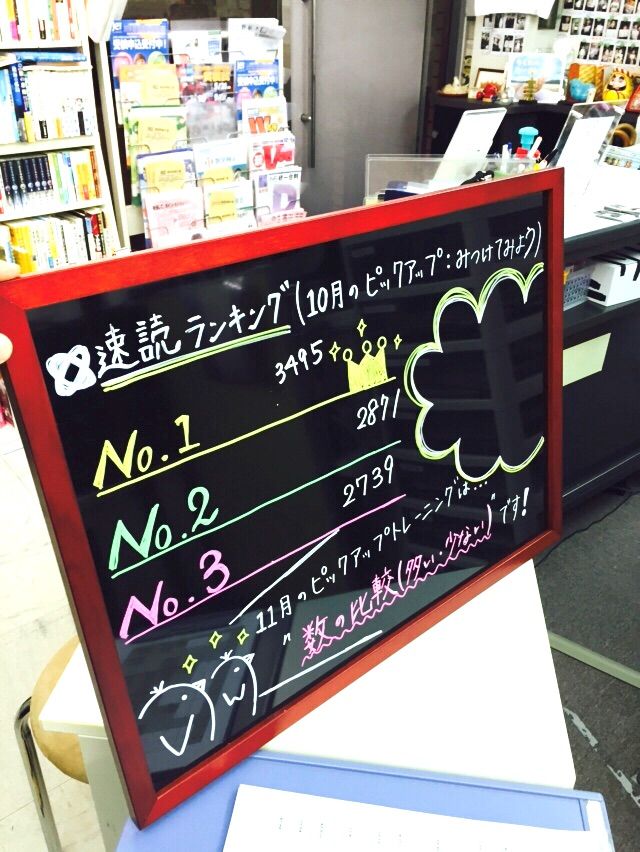 速読ランキング(10月のピックアップ:みつけてみよう)
3495
No.1
2871
No.2
2739
No.3
11月のピックアップトレーニングは...
"数の比較(多い・少ない)"です!